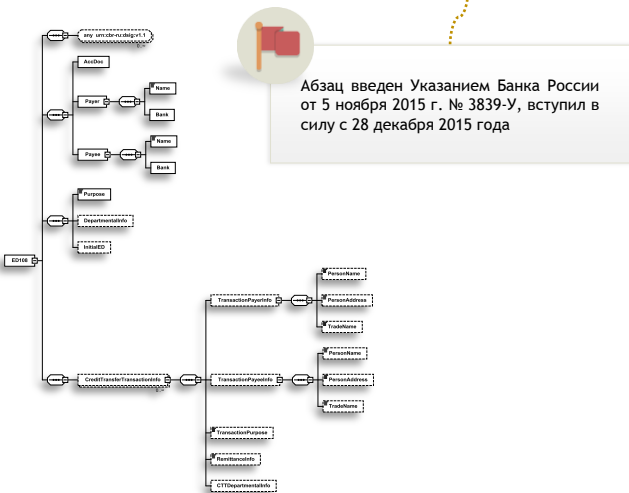 any urn:cbr-ru:dsig:v1.1
0..∞
AccDoc
Payer
Name
Bank
Payee
Name
Bank
Абзац введен Указанием Банка России
от 5 ноября 2015 г. № 3839-У, вступил в
силу с 28 декабря 2015 года
Purpose
DepartmentalInfo
InitialED
ED108
CreditTransferTransactionInfo
0..∞
TransactionPayerInfo
PersonName
PersonAddress
TradeName
TransactionPayeeInfo
PersonName
PersonAddress
TradeName
TransactionPurpose
RemittanceInfo
CTTDepartmentalInfo